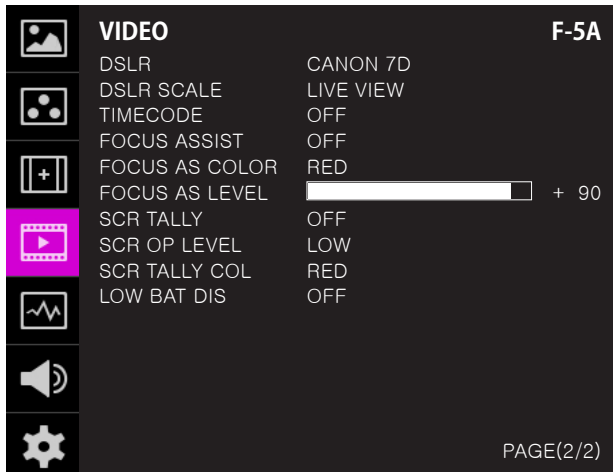 VIDEO F-5A
DSLR CANON 7D
DSLR SCALE LIVE VIEW
TIMECODE OFF
FOCUS ASSIST OFF
FOCUS AS COLOR RED
FOCUS AS LEVEL + 90
SCR TALLY OFF
SCR OP LEVEL LOW
SCR TALLY COL RED
LOW BAT DIS OFF
PAGE(2/2)